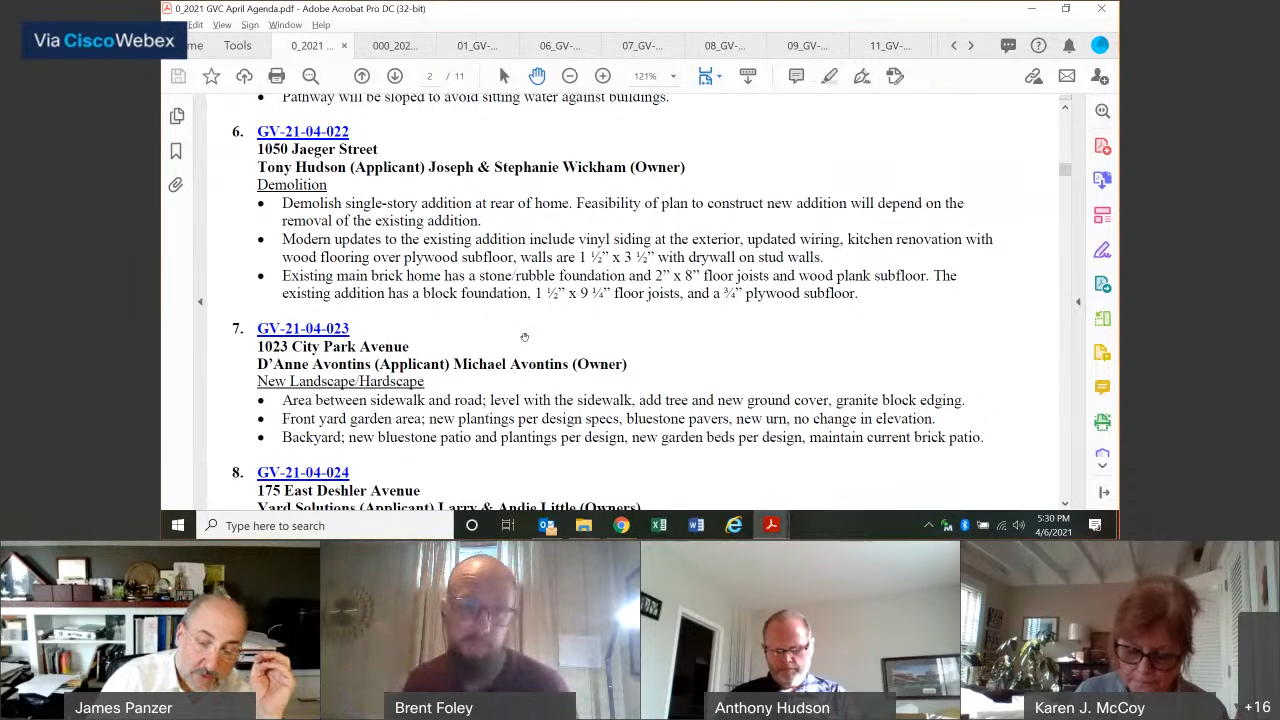 0_2021 GVC April Agenda.pdf - Adobe Acrobat Pro DC (32-bit)
Via CiscoWebex
Edit View Sign Window Help
me Tools 0_2021 ... × 000_202... 01_GV-... 06_GV-... 07_GV-... 08_GV-... 09_GV-... 11_GV-...
2 / 11 121%
• Pathway will be sloped to avoid sitting water against buildings.
6. GV-21-04-022
1050 Jaeger Street
Tony Hudson (Applicant) Joseph & Stephanie Wickham (Owner)
Demolition
• Demolish single-story addition at rear of home. Feasibility of plan to construct new addition will depend on the
removal of the existing addition.
• Modern updates to the existing addition include vinyl siding at the exterior, updated wiring, kitchen renovation with
wood flooring over plywood subfloor, walls are 1 ½” x 3 ½” with drywall on stud walls.
• Existing main brick home has a stone/rubble foundation and 2” x 8” floor joists and wood plank subfloor. The
existing addition has a block foundation, 1 ½” x 9 ¼” floor joists, and a ¾” plywood subfloor.
7. GV-21-04-023
1023 City Park Avenue
D’Anne Avontins (Applicant) Michael Avontins (Owner)
New Landscape/Hardscape
• Area between sidewalk and road; level with the sidewalk, add tree and new ground cover, granite block edging.
• Front yard garden area; new plantings per design specs, bluestone pavers, new urn, no change in elevation.
• Backyard; new bluestone patio and plantings per design, new garden beds per design, maintain current brick patio.
8. GV-21-04-024
175 East Deshler Avenue
Yard Solutions (Applicant) Larry & Andie Little (Owners)
Type here to search
5:30 PM
4/6/2021
James Panzer
Brent Foley
Anthony Hudson
Karen J. McCoy
+16